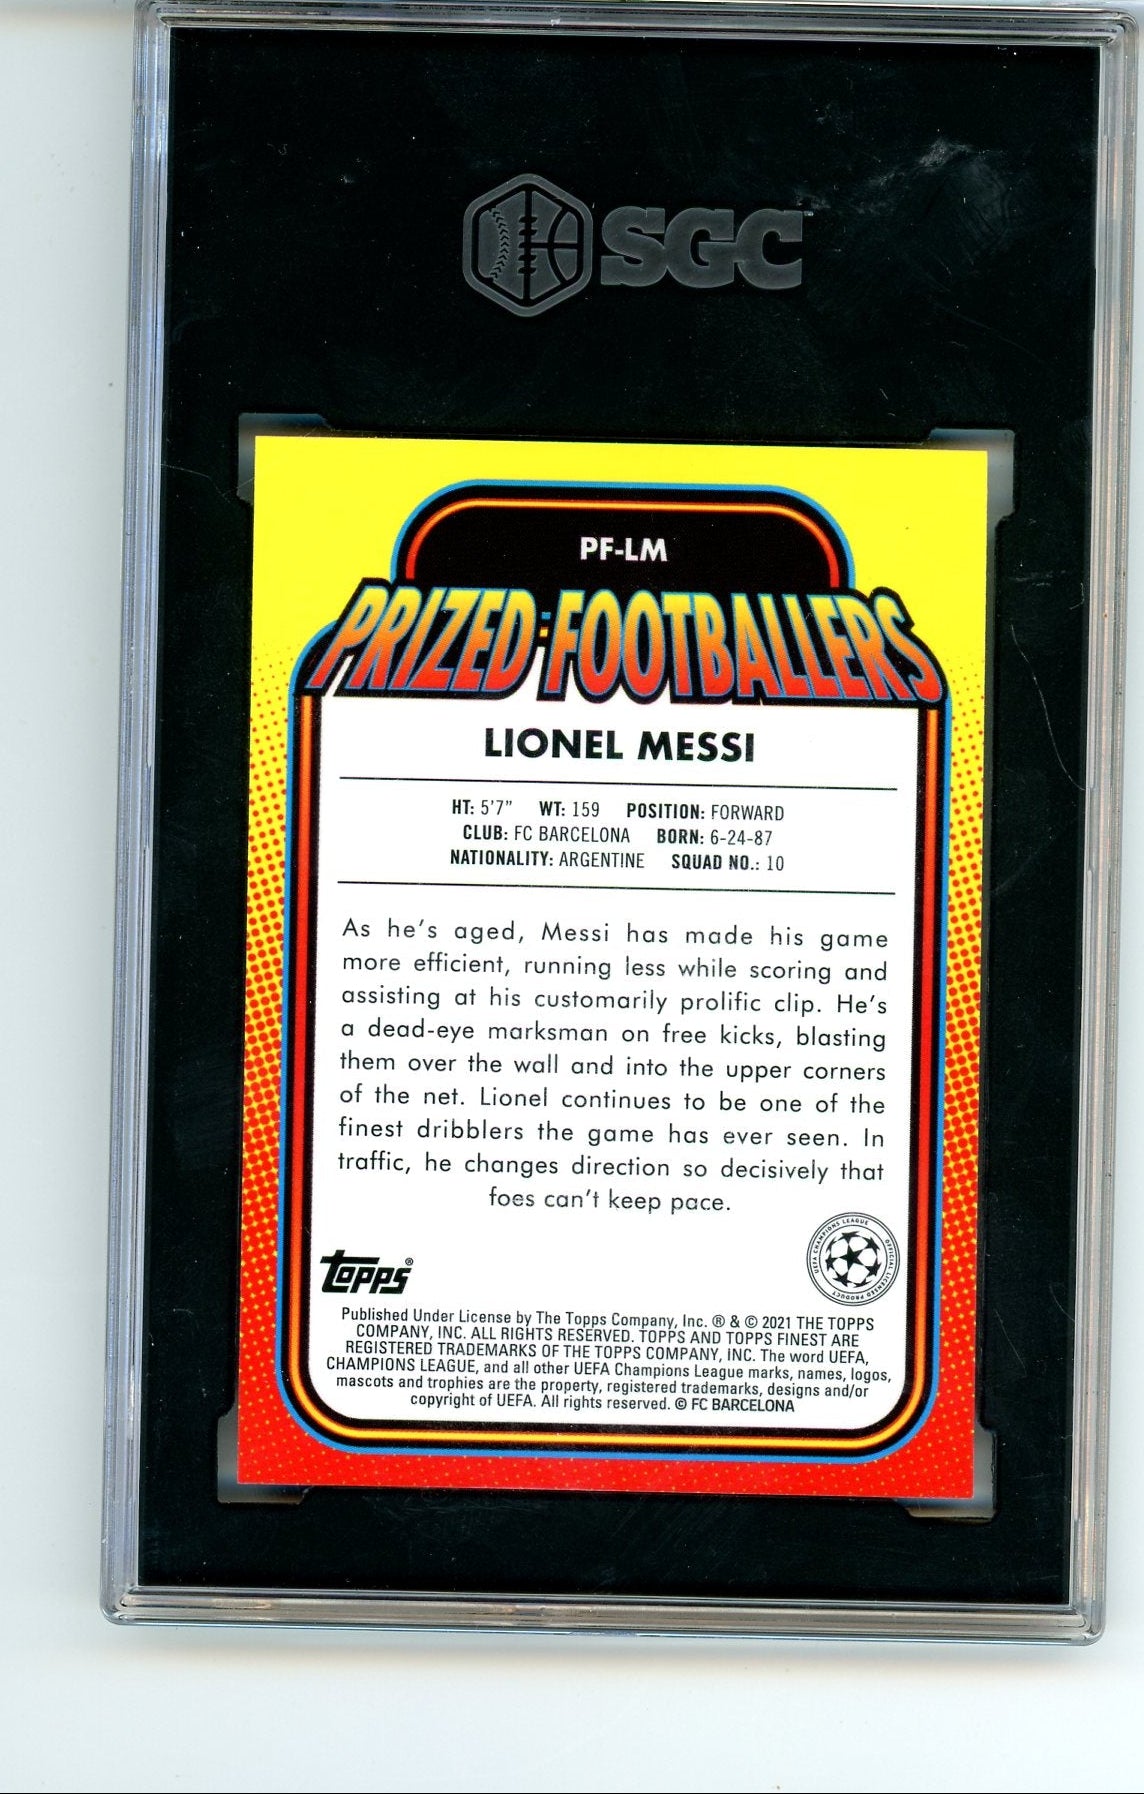 SGC
PF-LM
PRIZED FOOTBALLERS
LIONEL MESSI
HT: 5'7" WT: 159 POSITION: FORWARD
CLUB: FC BARCELONA BORN: 6-24-87
NATIONALITY: ARGENTINE SQUAD NO.: 10
As he's aged, Messi has made his game
more efficient, running less while scoring and
assisting at his customarily prolific clip. He's
a dead-eye marksman on free kicks, blasting
them over the wall and into the upper corners
of the net. Lionel continues to be one of the
finest dribblers the game has ever seen. In
traffic, he changes direction so decisively that
foes can't keep pace.
UEFA CHAMPIONS LEAGUE
OFFICIAL LICENSED PRODUCT
Topps®
Published Under License by The Topps Company, Inc. ® & © 2021 THE TOPPS
COMPANY, INC. ALL RIGHTS RESERVED. TOPPS AND TOPPS FINEST ARE
REGISTERED TRADEMARKS OF THE TOPPS COMPANY, INC. The word UEFA,
CHAMPIONS LEAGUE, and all other UEFA Champions League marks, names, logos,
mascots and trophies are the property, registered trademarks, designs and/or
copyright of UEFA. All rights reserved. © FC BARCELONA